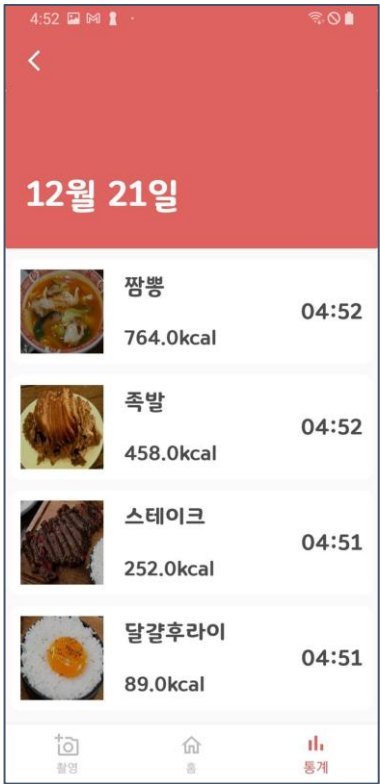 4:52
12월 21일
짬뽕
764.0kcal
04:52
족발
458.0kcal
04:52
스테이크
252.0kcal
04:51
달걀후라이
89.0kcal
04:51
촬영
홈
통계